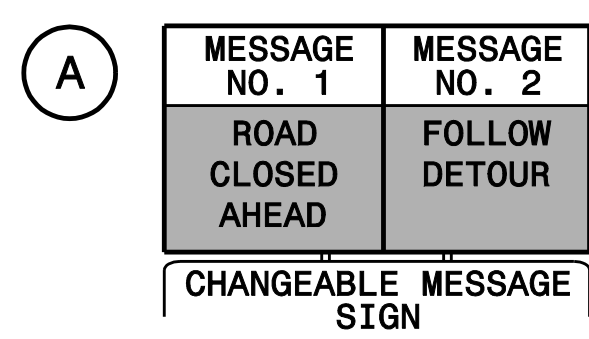 A
MESSAGE
NO. 1
MESSAGE
NO. 2
ROAD
CLOSED
AHEAD
FOLLOW
DETOUR
CHANGEABLE MESSAGE
SIGN